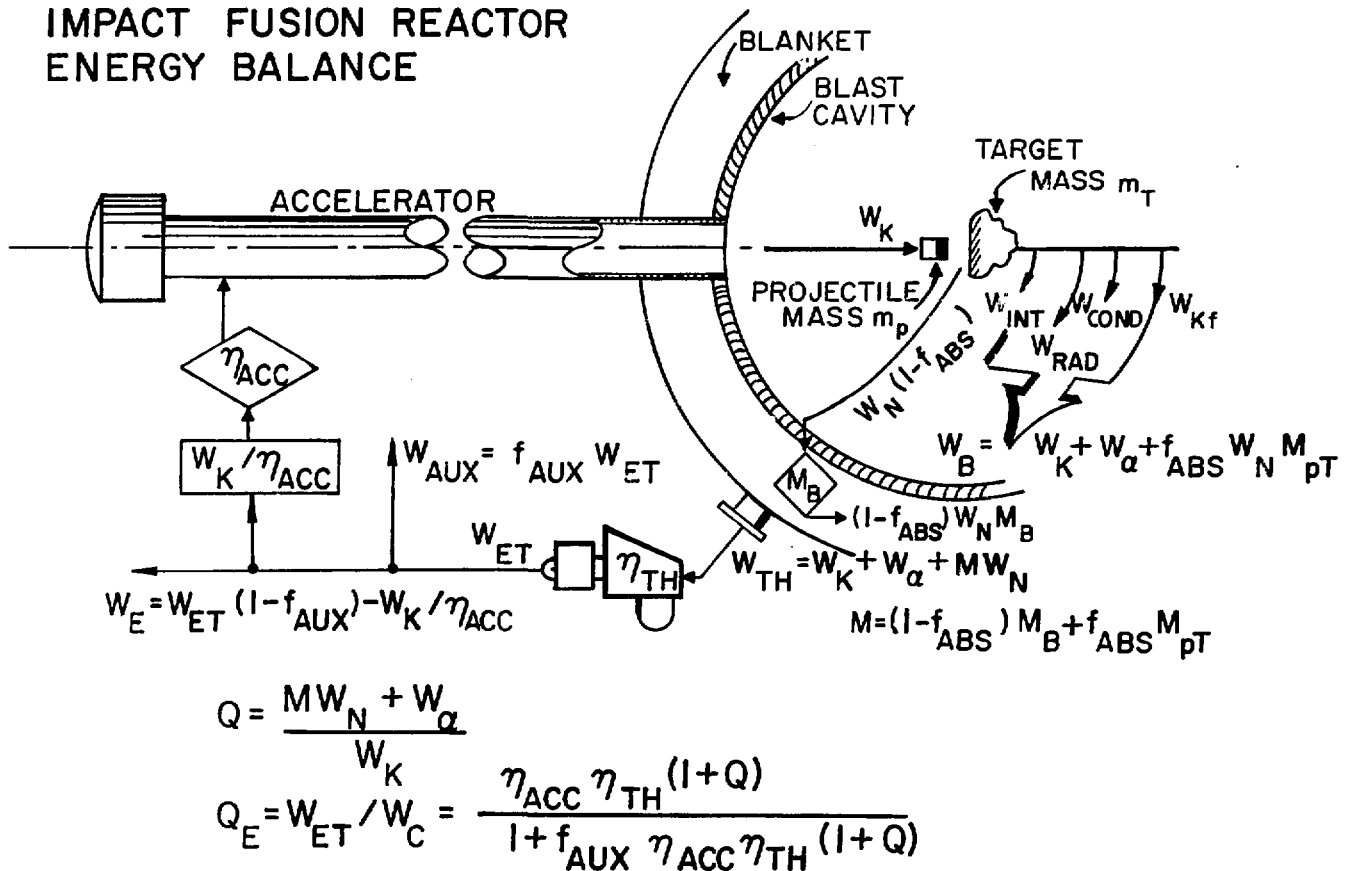 IMPACT FUSION REACTOR
ENERGY BALANCE
BLANKET
BLAST
CAVITY
TARGET
MASS m_T
ACCELERATOR
W_K
PROJECTILE
MASS m_p
W_INT
W_COND
W_Kf
W_RAD
W_N (1-f_ABS)
η_ACC
W_K/η_ACC
W_AUX = f_AUX W_ET
W_B = W_K + W_α + f_ABS W_N M_pT
M_B
(1-f_ABS) W_N M_B
W_ET
η_TH
W_TH = W_K + W_α + M W_N
W_E = W_ET (1-f_AUX) - W_K/η_ACC
M = (1-f_ABS) M_B + f_ABS M_pT
Q = (M W_N + W_α) / W_K
Q_E = W_ET / W_C = η_ACC η_TH (1+Q) / 1 + f_AUX η_ACC η_TH (1+Q)